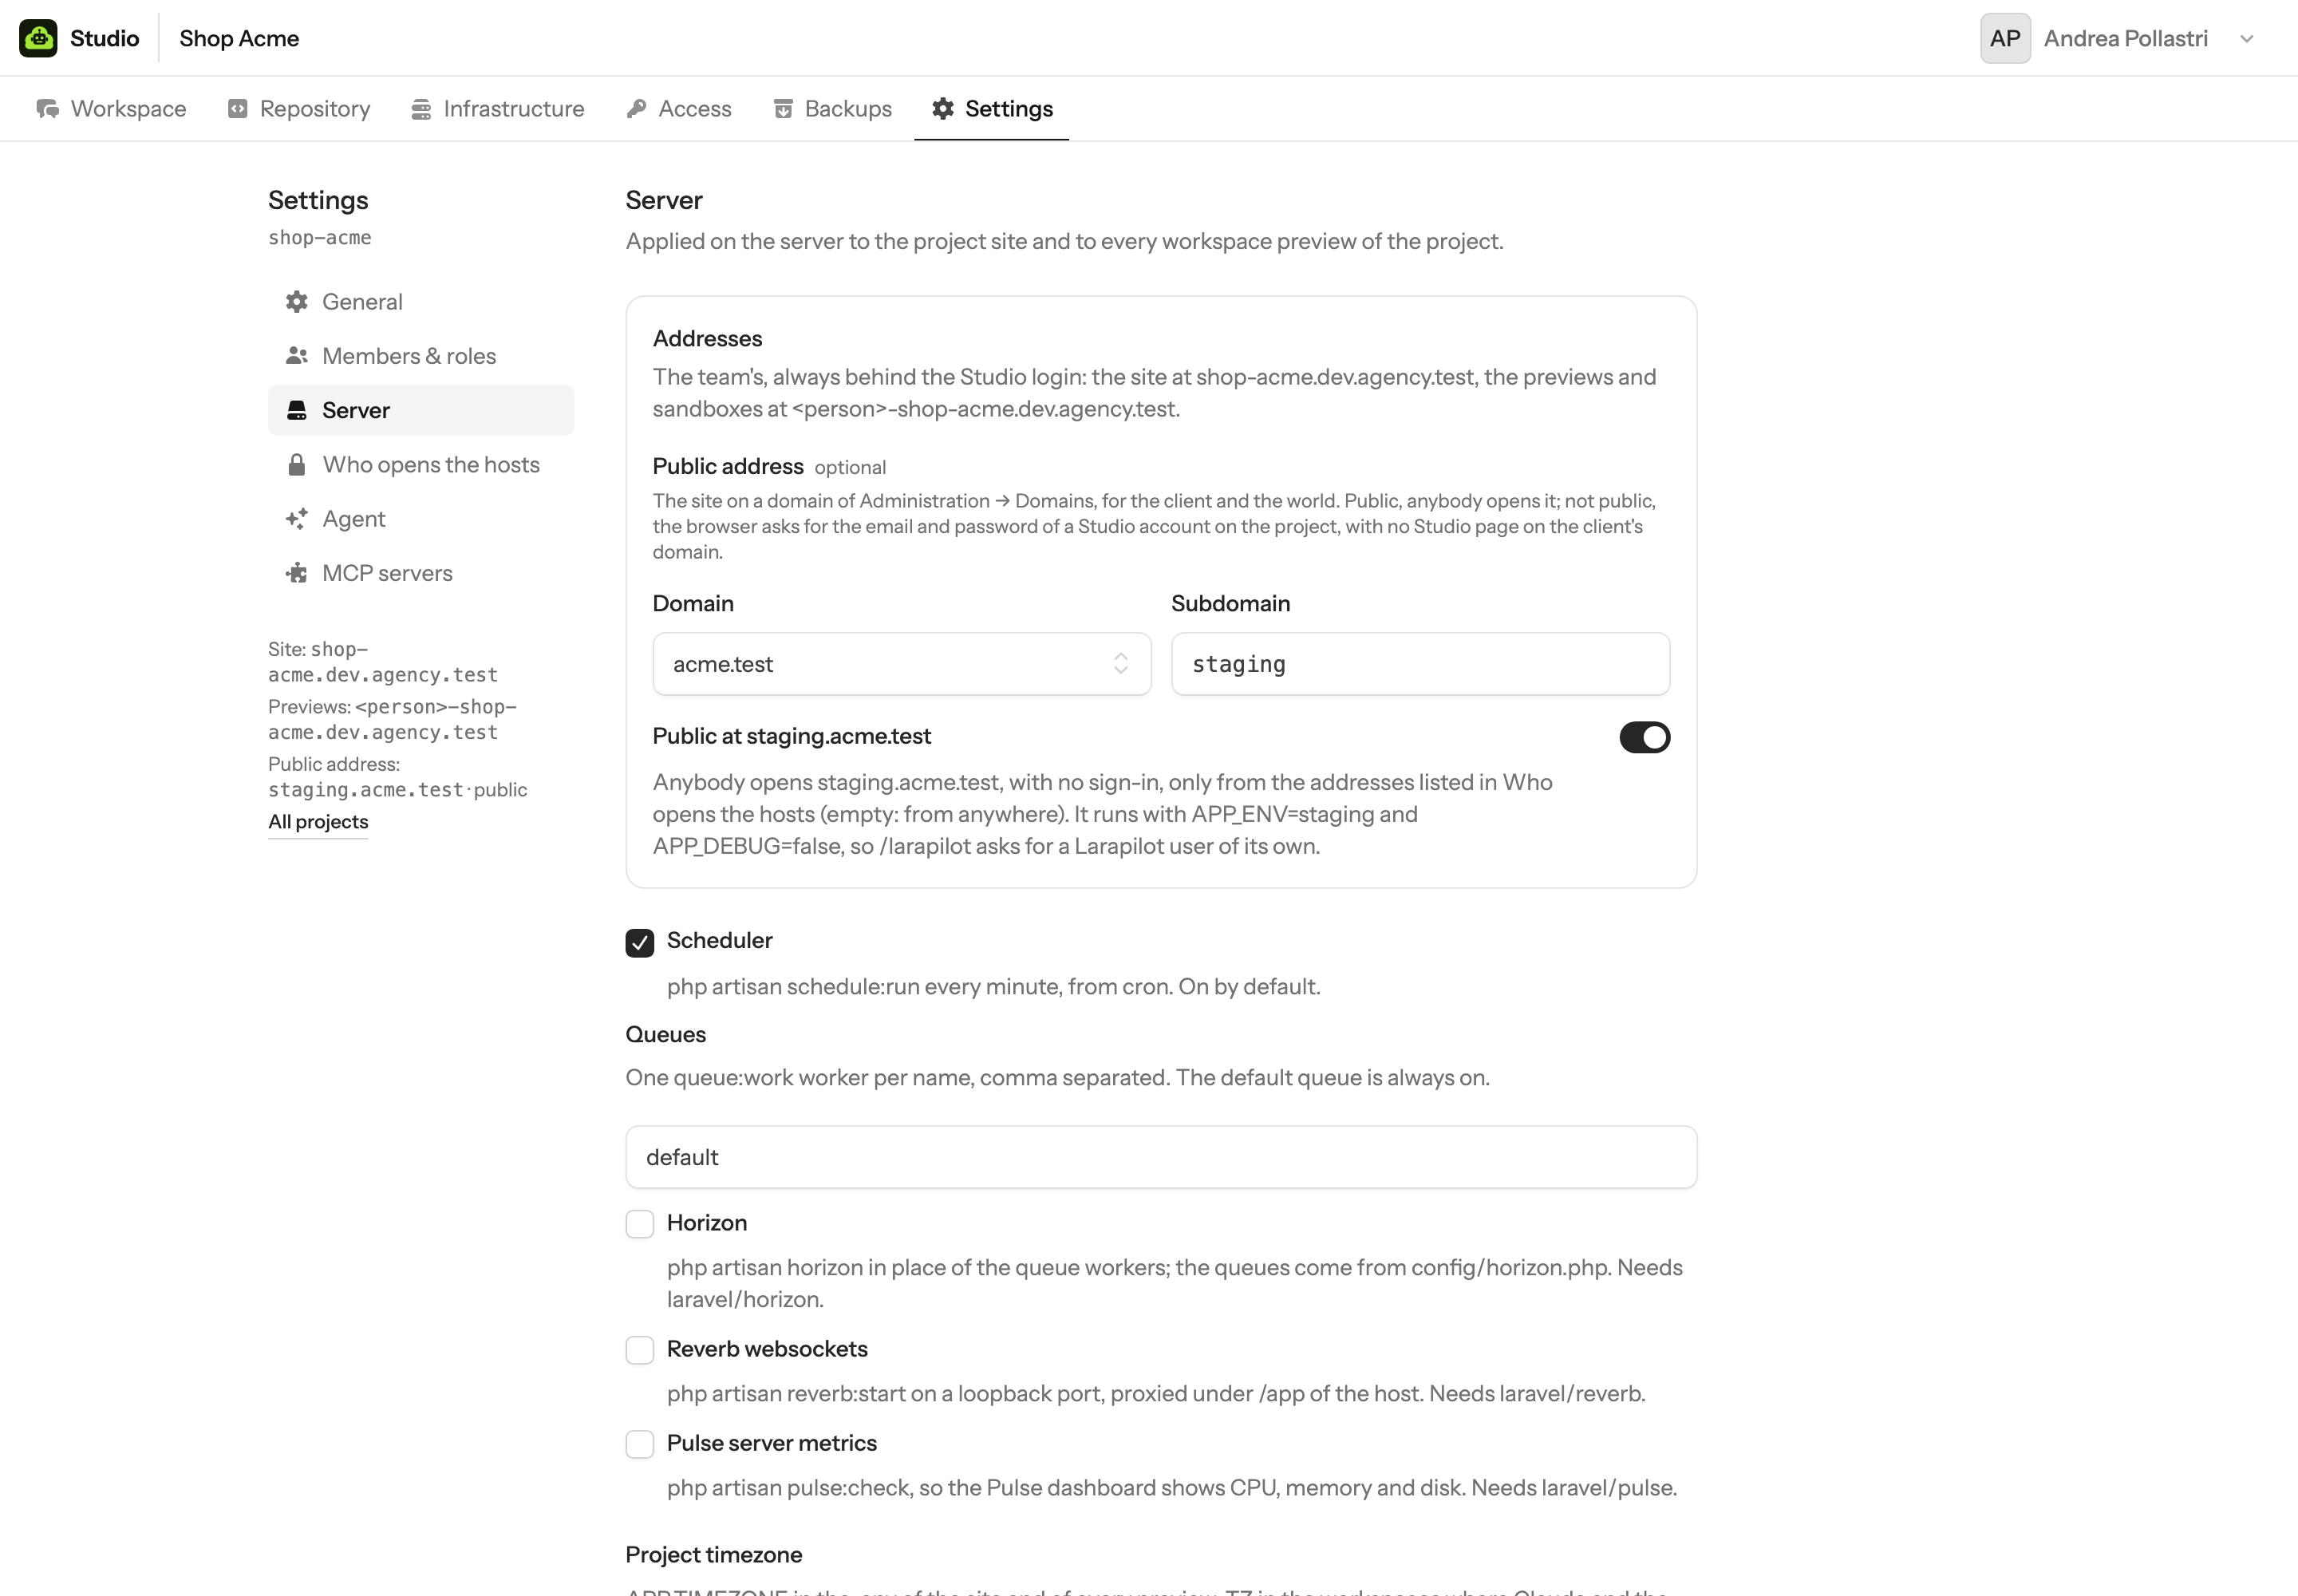 Studio
Shop Acme
AP
Andrea Pollastri
Workspace
Repository
Infrastructure
Access
Backups
Settings
Settings
shop-acme
General
Members & roles
Server
Who opens the hosts
Agent
MCP servers
Site: shop-
acme.dev.agency.test
Previews: <person>-shop-
acme.dev.agency.test
Public address:
staging.acme.test · public
All projects
Server
Applied on the server to the project site and to every workspace preview of the project.
Addresses
The team's, always behind the Studio login: the site at shop-acme.dev.agency.test, the previews and
sandboxes at <person>-shop-acme.dev.agency.test.
Public address optional
The site on a domain of Administration → Domains, for the client and the world. Public, anybody opens it; not public,
the browser asks for the email and password of a Studio account on the project, with no Studio page on the client's
domain.
Domain
Subdomain
acme.test
staging
Public at staging.acme.test
Anybody opens staging.acme.test, with no sign-in, only from the addresses listed in Who
opens the hosts (empty: from anywhere). It runs with APP_ENV=staging and
APP_DEBUG=false, so /larapilot asks for a Larapilot user of its own.
Scheduler
php artisan schedule:run every minute, from cron. On by default.
Queues
One queue:work worker per name, comma separated. The default queue is always on.
default
Horizon
php artisan horizon in place of the queue workers; the queues come from config/horizon.php. Needs
laravel/horizon.
Reverb websockets
php artisan reverb:start on a loopback port, proxied under /app of the host. Needs laravel/reverb.
Pulse server metrics
php artisan pulse:check, so the Pulse dashboard shows CPU, memory and disk. Needs laravel/pulse.
Project timezone